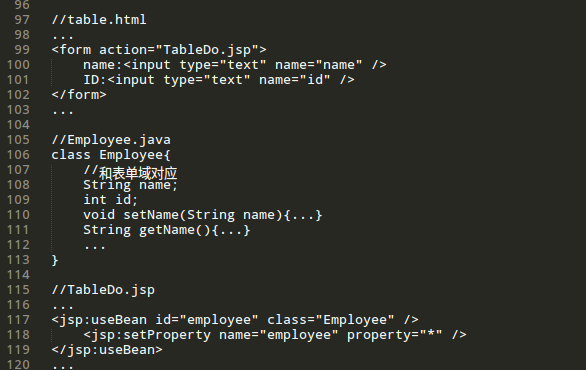 96
97 //table.html
98 ...
99 <form action="TableDo.jsp">
100 name:<input type="text" name="name" />
101 ID:<input type="text" name="id" />
102 </form>
103 ...
104
105 //Employee.java
106 class Employee{
107 //和表单域对应
108 String name;
109 int id;
110 void setName(String name){...}
111 String getName(){...}
112 ...
113 }
114
115 //TableDo.jsp
116 ...
117 <jsp:useBean id="employee" class="Employee" />
118 <jsp:setProperty name="employee" property="*" />
119 </jsp:useBean>
120 ...